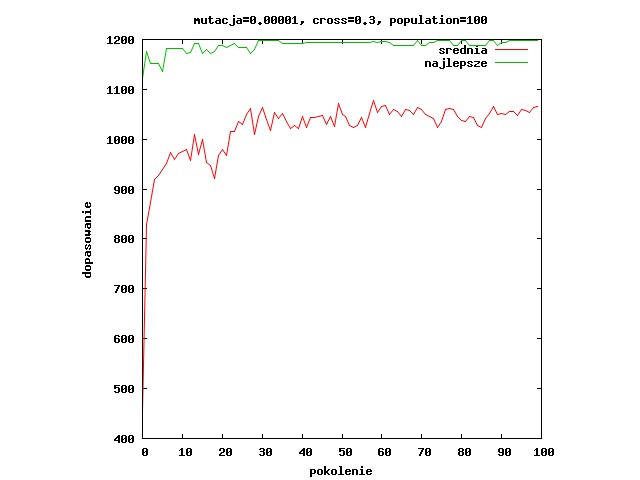 mutacja=0.00001, cross=0.3, population=100
1200
srednia
najlepsze
1100
1000
900
dopasowanie
800
700
600
500
400
0 10 20 30 40 50 60 70 80 90 100
pokolenie